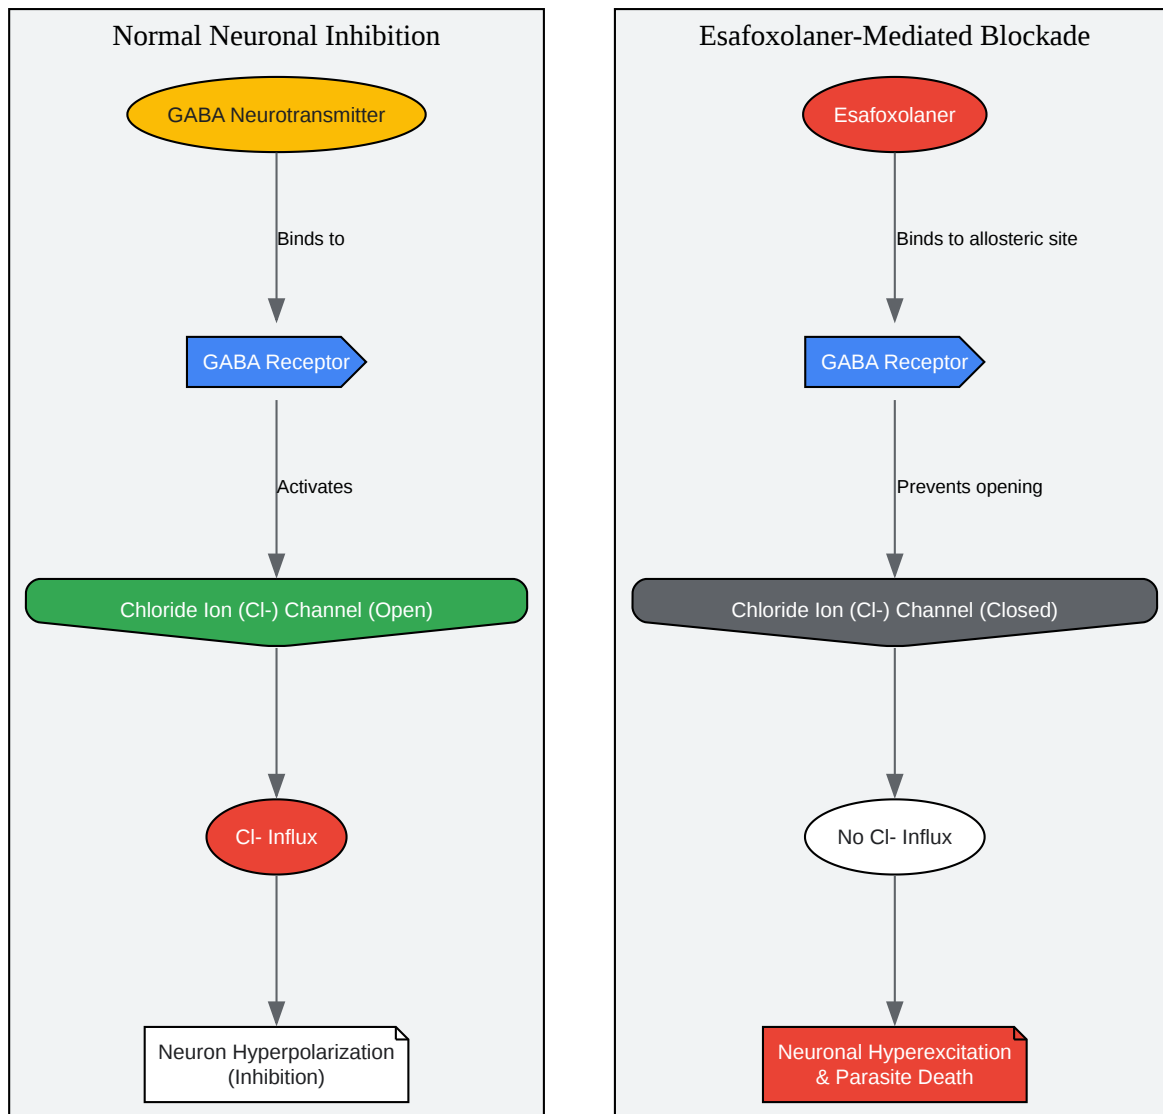 Normal Neuronal Inhibition
GABA Neurotransmitter
Binds to
GABA Receptor
Activates
Chloride Ion (Cl-) Channel (Open)
Cl- Influx
Neuron Hyperpolarization
(Inhibition)
Esafoxolaner-Mediated Blockade
Esafoxolaner
Binds to allosteric site
GABA Receptor
Prevents opening
Chloride Ion (Cl-) Channel (Closed)
No Cl- Influx
Neuronal Hyperexcitation
& Parasite Death